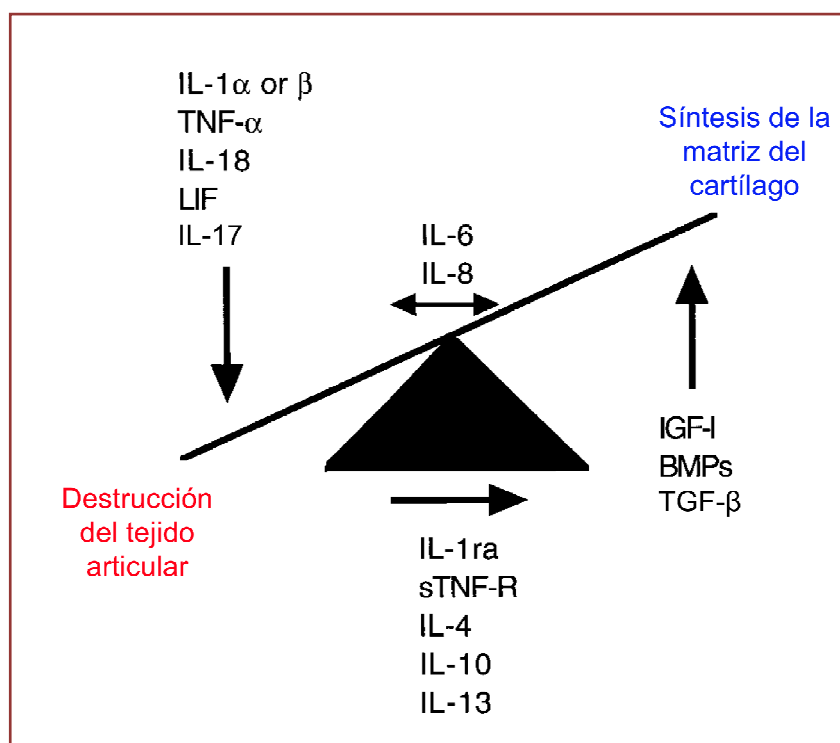 IL-1α or β
TNF-α
IL-18
LIF
IL-17
IL-6
IL-8
Síntesis de la
matriz del
cartílago
IGF-I
BMPs
TGF-β
Destrucción
del tejido
articular
IL-1ra
sTNF-R
IL-4
IL-10
IL-13